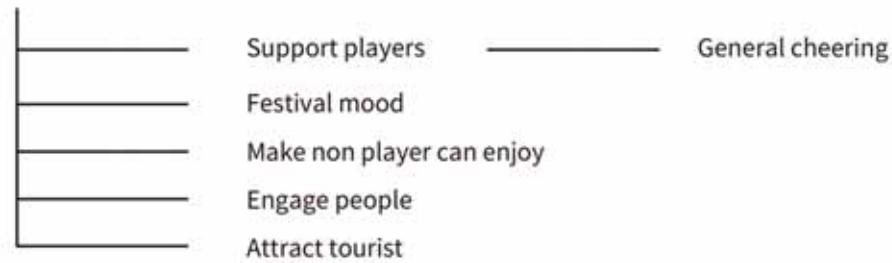 Support players General cheering
Festival mood
Make non player can enjoy
Engage people
Attract tourist